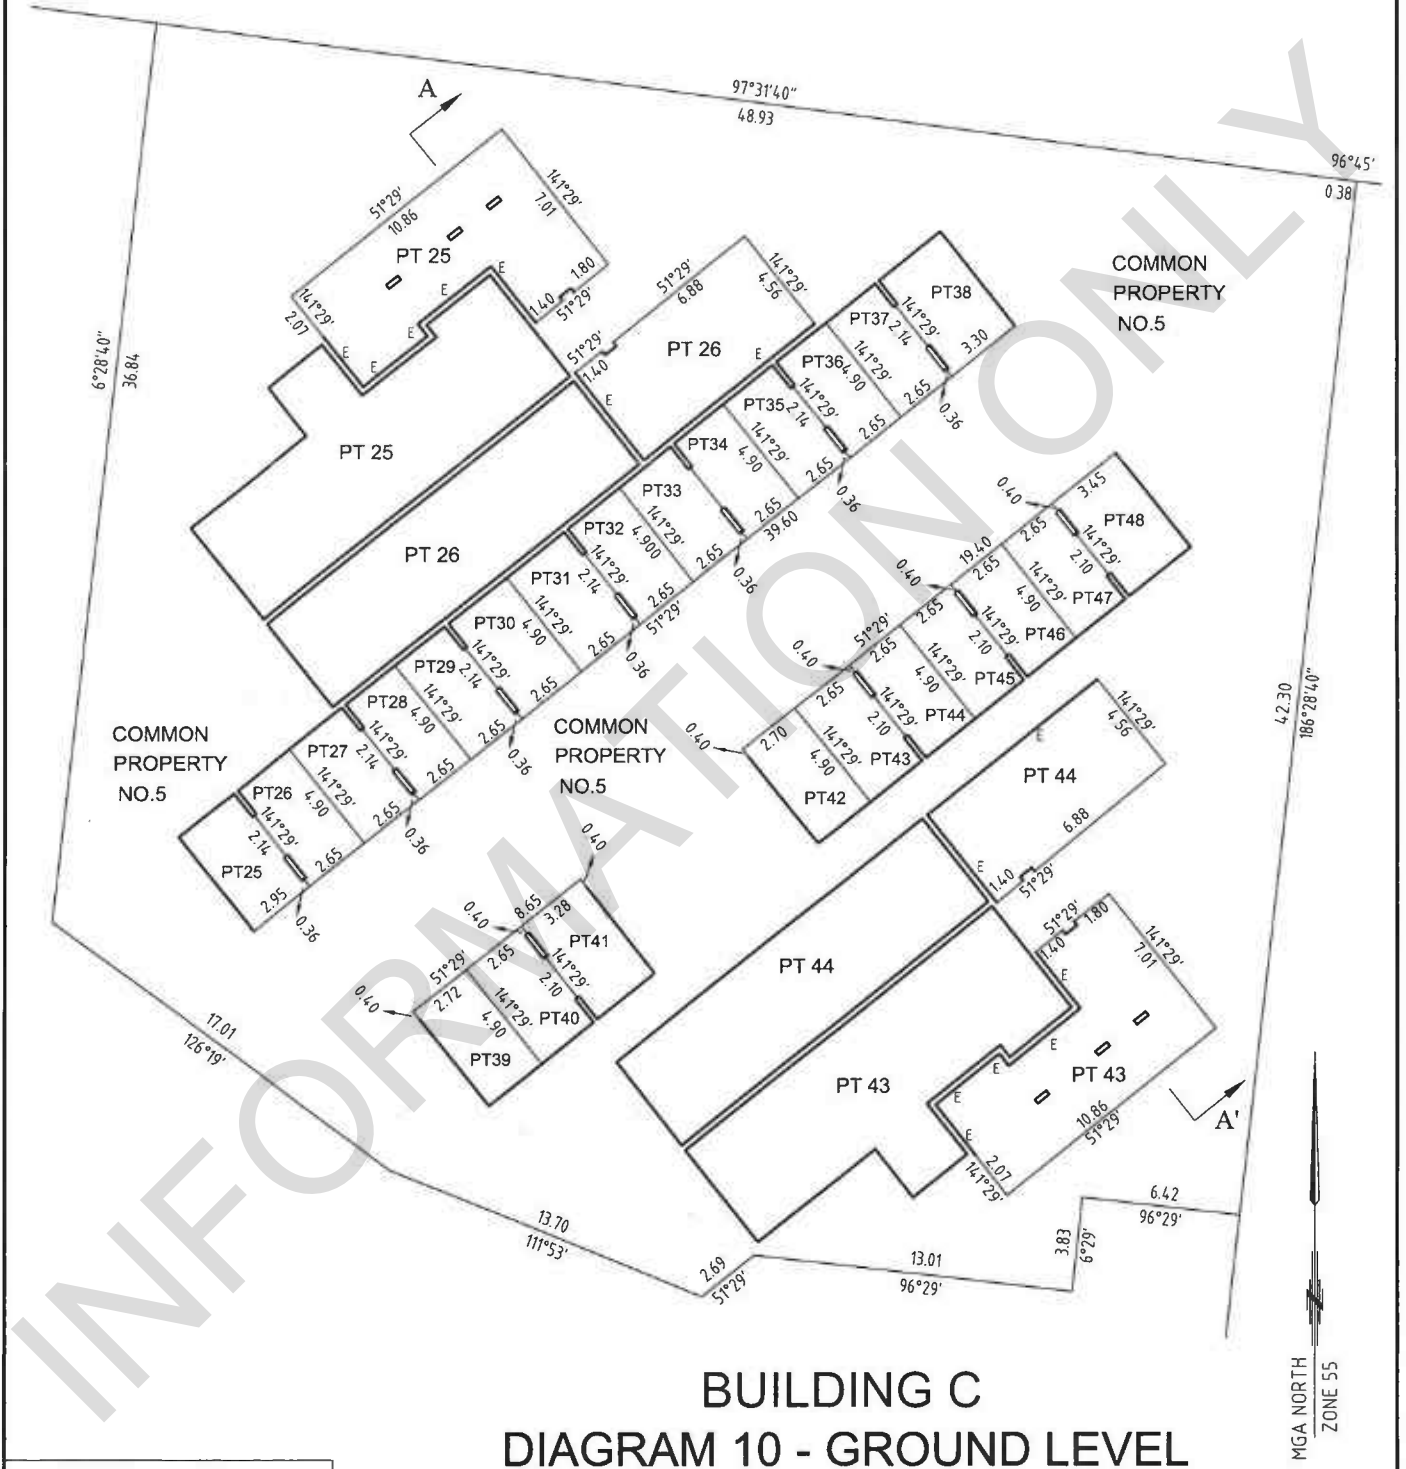 97°31'40"
48.93
96°45'
0.38
A
51°29'
10.86
141°29'
7.01
PT 25
141°29'
2.07
E
E
E
E
E
1.40
1.80
51°29'
6°28'40"
36.84
51°29'
6.88
141°29'
4.56
51°29'
1.40
PT 26
E
E
COMMON
PROPERTY
NO.5
PT 25
PT 26
PT38
3.30
PT37
141°29'
2.14
2.65
0.36
PT36
141°29'
4.90
2.65
PT35
141°29'
2.14
2.65
0.36
PT34
141°29'
4.90
2.65
39.60
PT33
2.65
0.36
PT32
141°29'
4.900
2.65
51°29'
PT31
141°29'
2.14
2.65
0.36
PT30
141°29'
4.90
2.65
PT29
141°29'
2.14
2.65
0.36
PT28
141°29'
4.90
2.65
PT27
141°29'
2.14
2.65
0.36
PT26
141°29'
4.90
2.65
PT25
141°29'
2.14
2.95
0.36
COMMON
PROPERTY
NO.5
COMMON
PROPERTY
NO.5
0.40
3.45
PT48
2.65
141°29'
2.10
19.40
2.65
141°29'
4.90
PT47
0.40
2.65
141°29'
2.10
PT46
51°29'
2.65
141°29'
4.90
PT45
0.40
2.65
141°29'
2.10
PT44
0.40
2.70
141°29'
4.90
PT43
PT42
42.30
186°28'40"
141°29'
4.56
E
PT 44
6.88
E
1.40
51°29'
PT 44
0.40
8.65
3.28
PT41
0.40
51°29'
2.65
141°29'
2.10
PT40
0.40
2.72
141°29'
4.90
PT39
51°29'
1.40
1.80
141°29'
7.01
E
E
E
E
E
PT 43
PT 43
10.86
51°29'
2.07
141°29'
A'
17.01
126°19'
13.70
111°53'
2.69
51°29'
13.01
96°29'
3.83
6°29'
6.42
96°29'
MGA NORTH
ZONE 55
BUILDING C
DIAGRAM 10 - GROUND LEVEL
INFORMATION ONLY